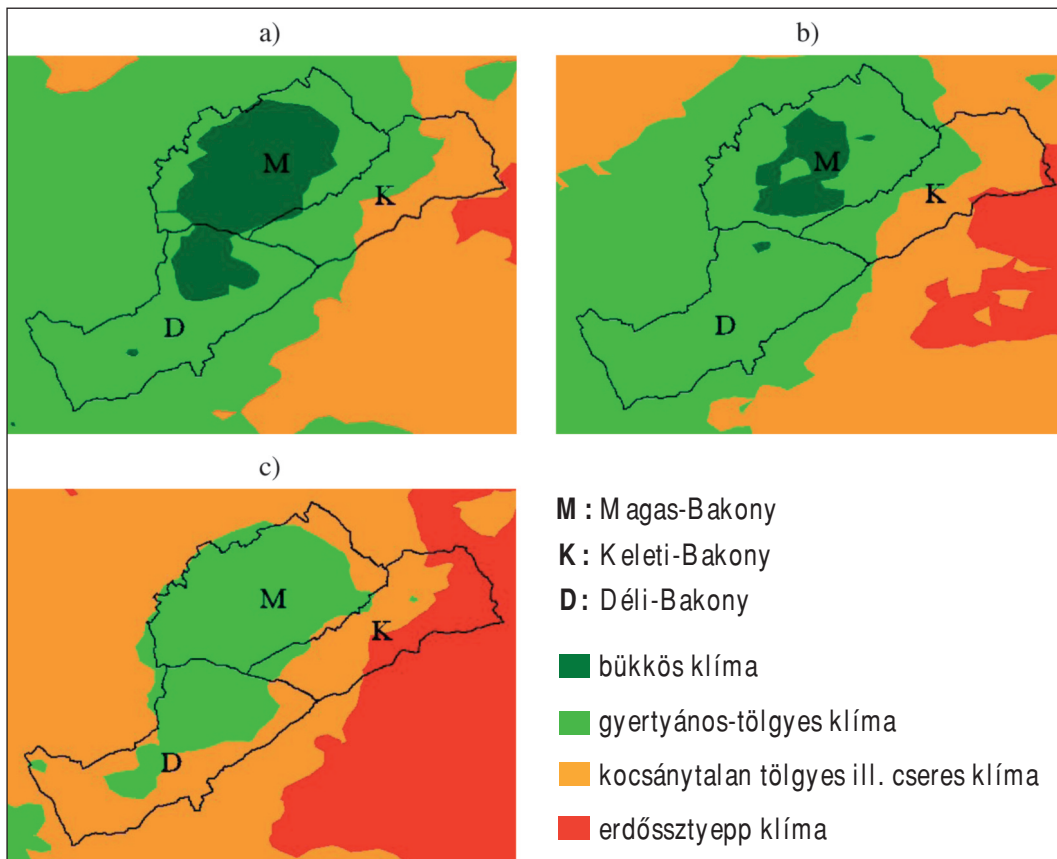 a)
b)
M
K
D
M
K
D
c)
M
K
D
M : Magas-Bakony
K : Keleti-Bakony
D : Déli-Bakony
bükkös klíma
gyertyános-tölgyes klíma
kocsánytalan tölgyes ill. cseres klíma
erdőssztyepp klíma